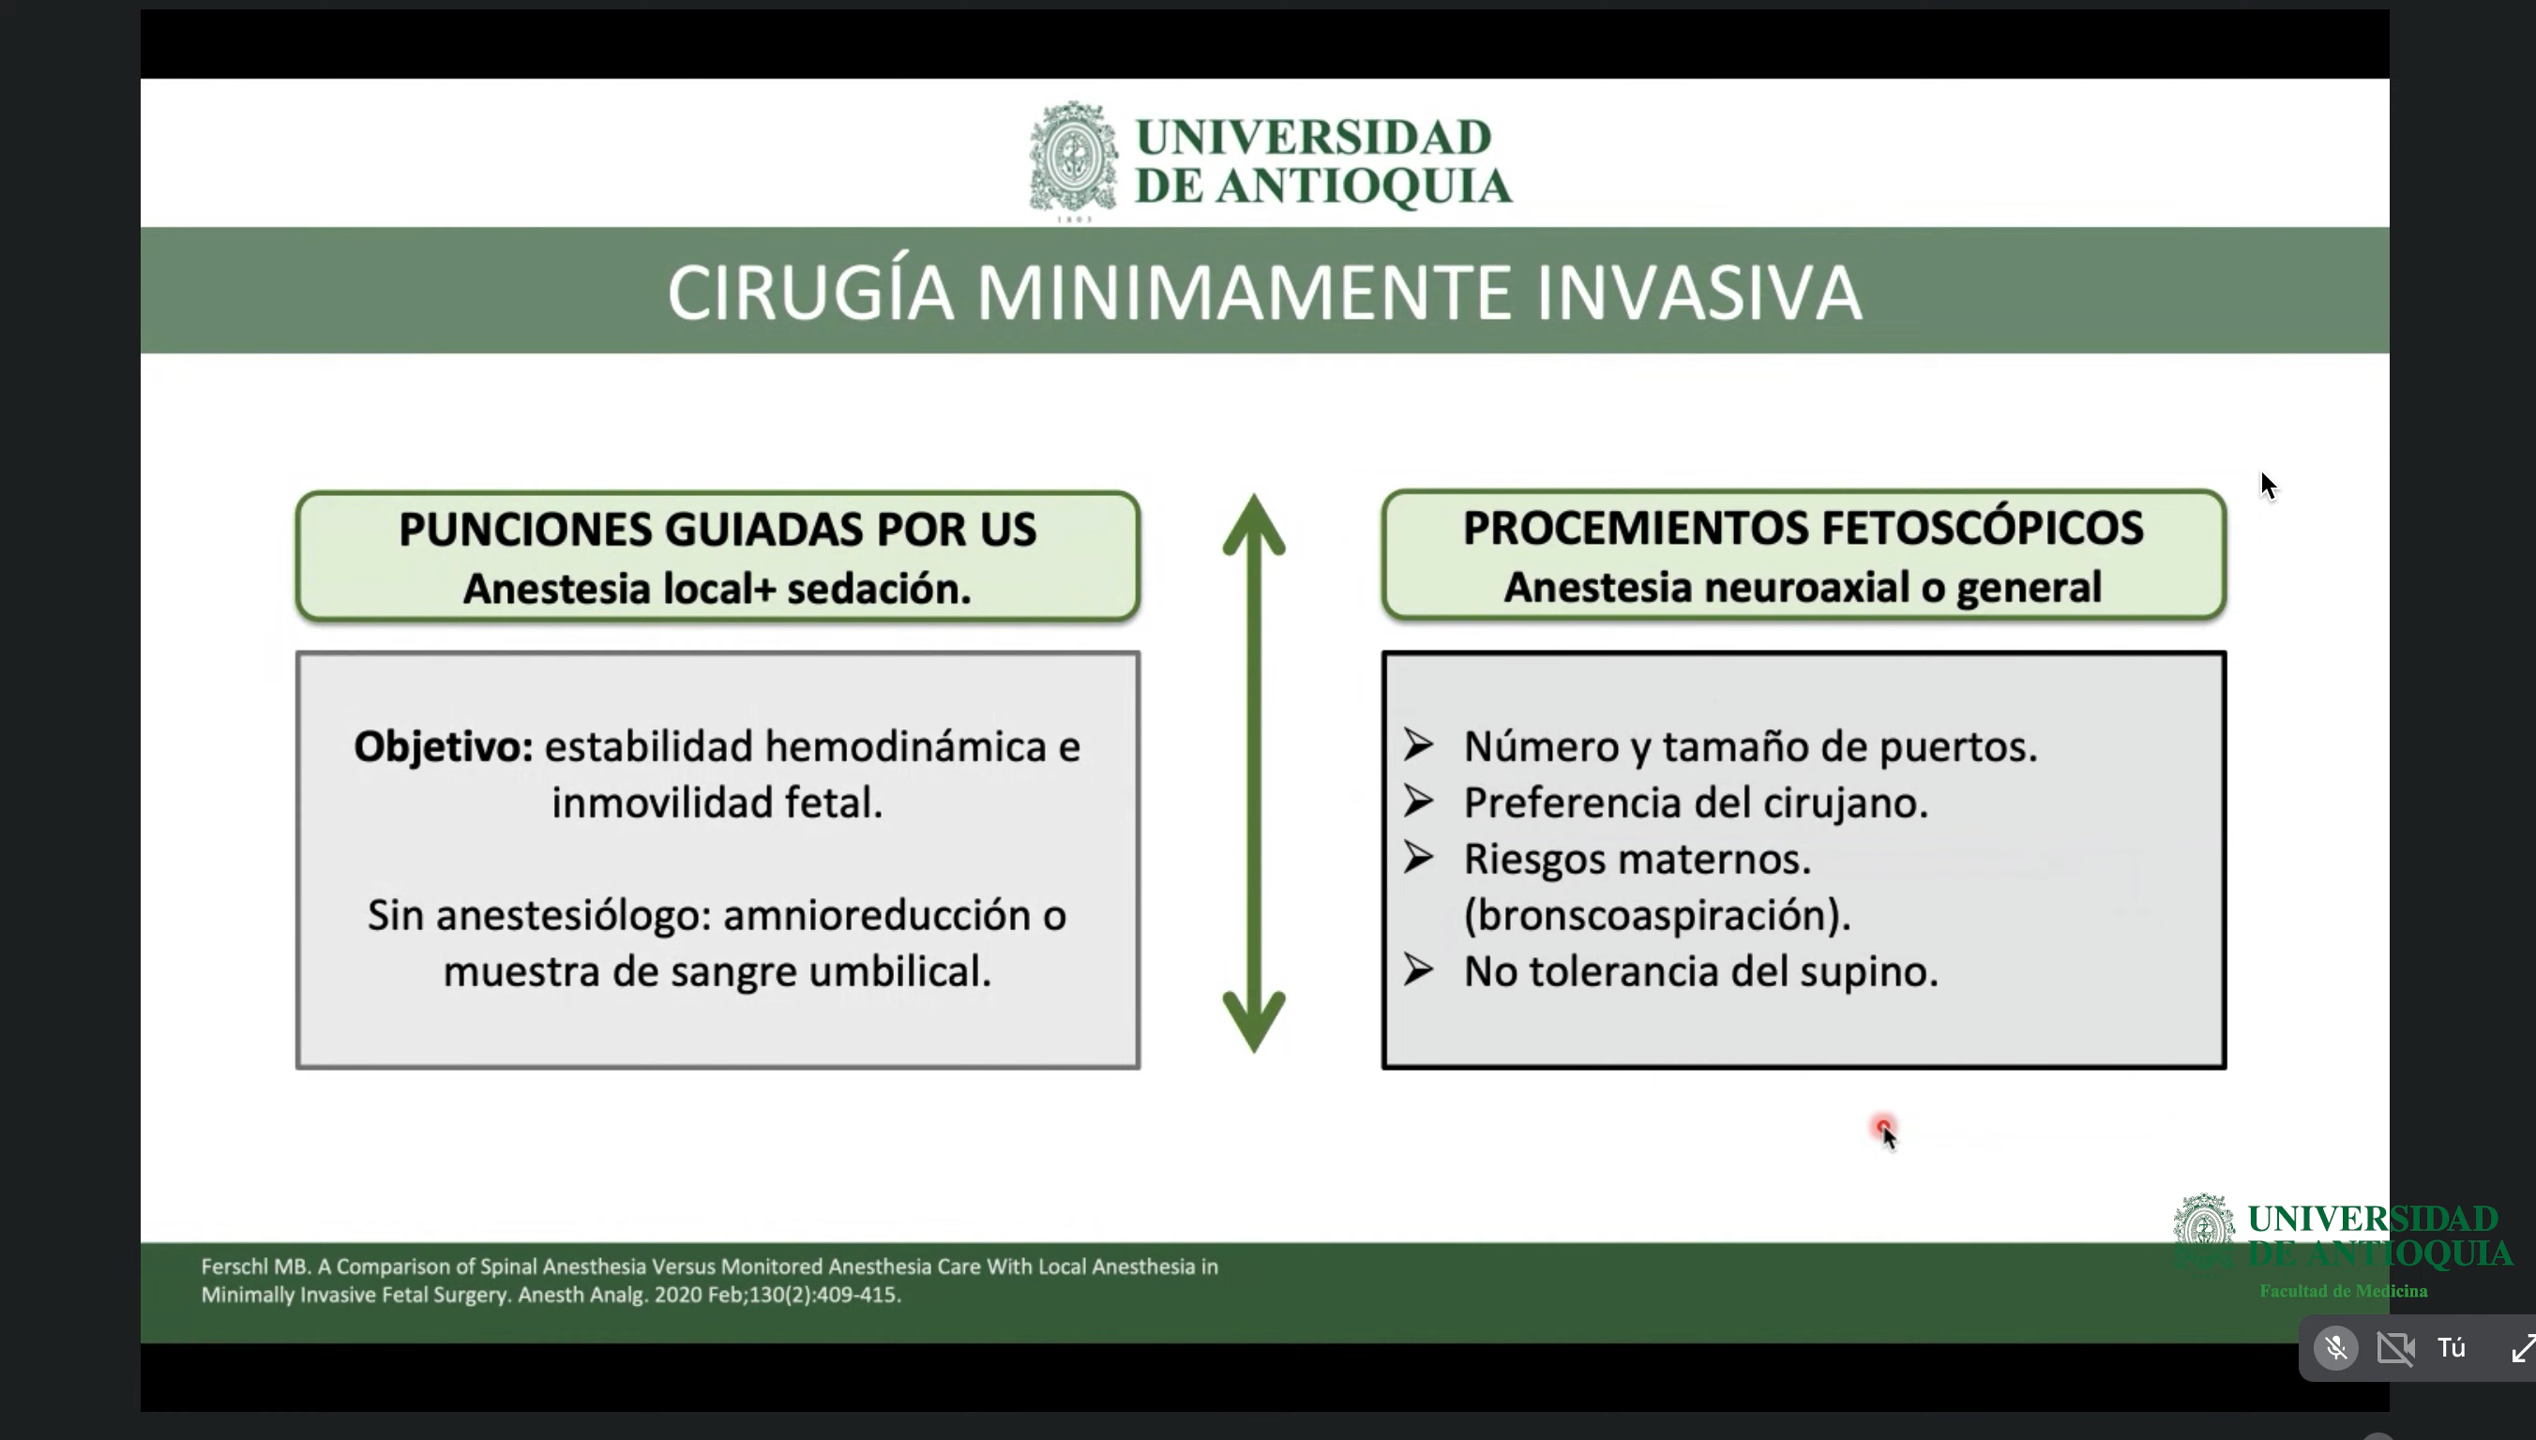 UNIVERSIDAD
DE ANTIOQUIA
1803
CIRUGÍA MINIMAMENTE INVASIVA
PUNCIONES GUIADAS POR US
Anestesia local+ sedación.
Objetivo: estabilidad hemodinámica e
inmovilidad fetal.
Sin anestesiólogo: amnioreducción o
muestra de sangre umbilical.
PROCEMIENTOS FETOSCÓPICOS
Anestesia neuroaxial o general
Número y tamaño de puertos.
Preferencia del cirujano.
Riesgos maternos.
(bronscoaspiración).
No tolerancia del supino.
Ferschl MB. A Comparison of Spinal Anesthesia Versus Monitored Anesthesia Care With Local Anesthesia in
Minimally Invasive Fetal Surgery. Anesth Analg. 2020 Feb;130(2):409-415.
UNIVERSIDAD
DE ANTIOQUIA
Facultad de Medicina
Tú